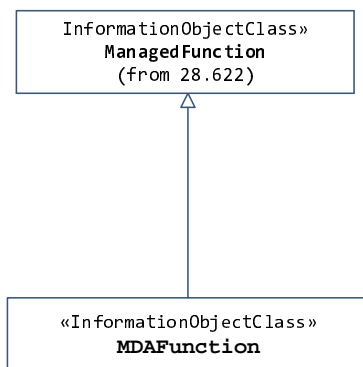 InformationObjectClass»
ManagedFunction
(from 28.622)
«InformationObjectClass»
MDAFunction